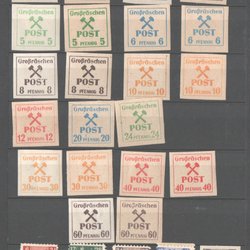 Großräschen Großräschen Großräschen Großräschen
5 POST PFENNIG 5 5 POST PFENNIG 5 6 POST PFENNIG 6 6 POST PFENNIG 6
Großräschen Großräschen Großräschen Großräschen
POST POST POST POST
8 PFENNIG 8 8 PFENNIG 8 10 PFENNIG 10 10 PFENNIG 10
Großräschen Großräschen Großräschen
POST POST POST
12 PFENNIG 12 20 PFENNIG 20 24 PFENNIG 24
Großräschen Großräschen Großräschen Großräschen
POST POST POST POST
30 PFENNIG 30 30 PFENNIG 30 40 PFENNIG 40 40 PFENNIG 40
Großräschen Großräschen
POST POST
60 PFENNIG 60 60 PFENNIG 60